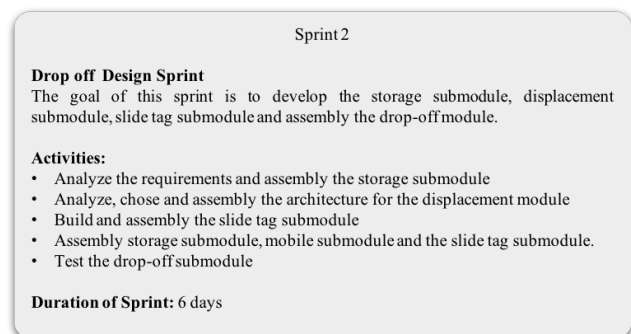 Sprint 2
Drop off Design Sprint
The goal of this sprint is to develop the storage submodule, displacement
submodule, slide tag submodule and assembly the drop-off module.
Activities:
• Analyze the requirements and assembly the storage submodule
• Analyze, chose and assembly the architecture for the displacement module
• Build and assembly the slide tag submodule
• Assembly storage submodule, mobile submodule and the slide tag submodule.
• Test the drop-off submodule
Duration of Sprint: 6 days